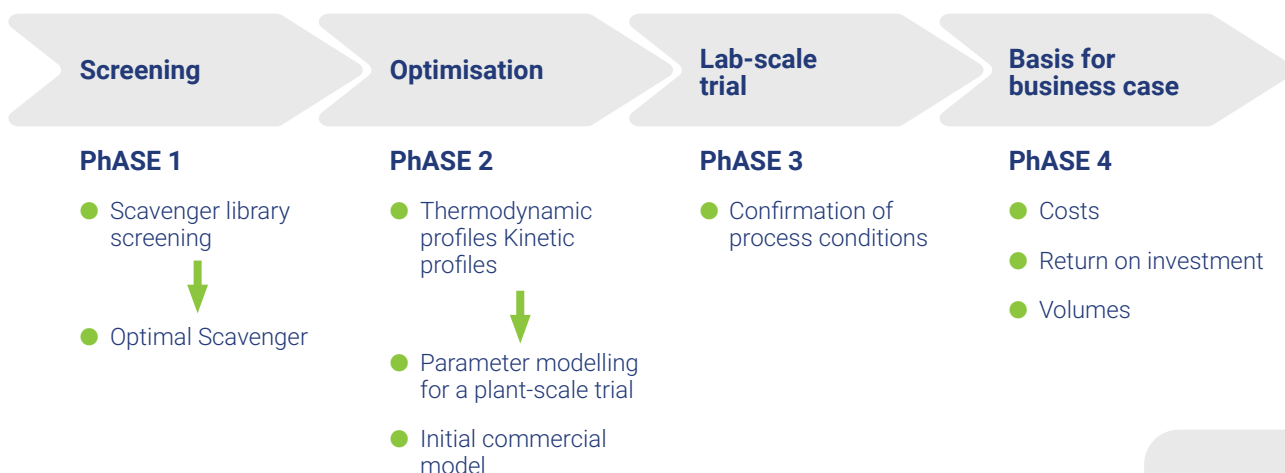 Screening
Optimisation
Lab-scale
trial
Basis for
business case
PhASE 1
Scavenger library
screening
Optimal Scavenger
PhASE 2
Thermodynamic
profiles Kinetic
profiles
Parameter modelling
for a plant-scale trial
Initial commercial
model
PhASE 3
Confirmation of
process conditions
PhASE 4
Costs
Return on investment
Volumes